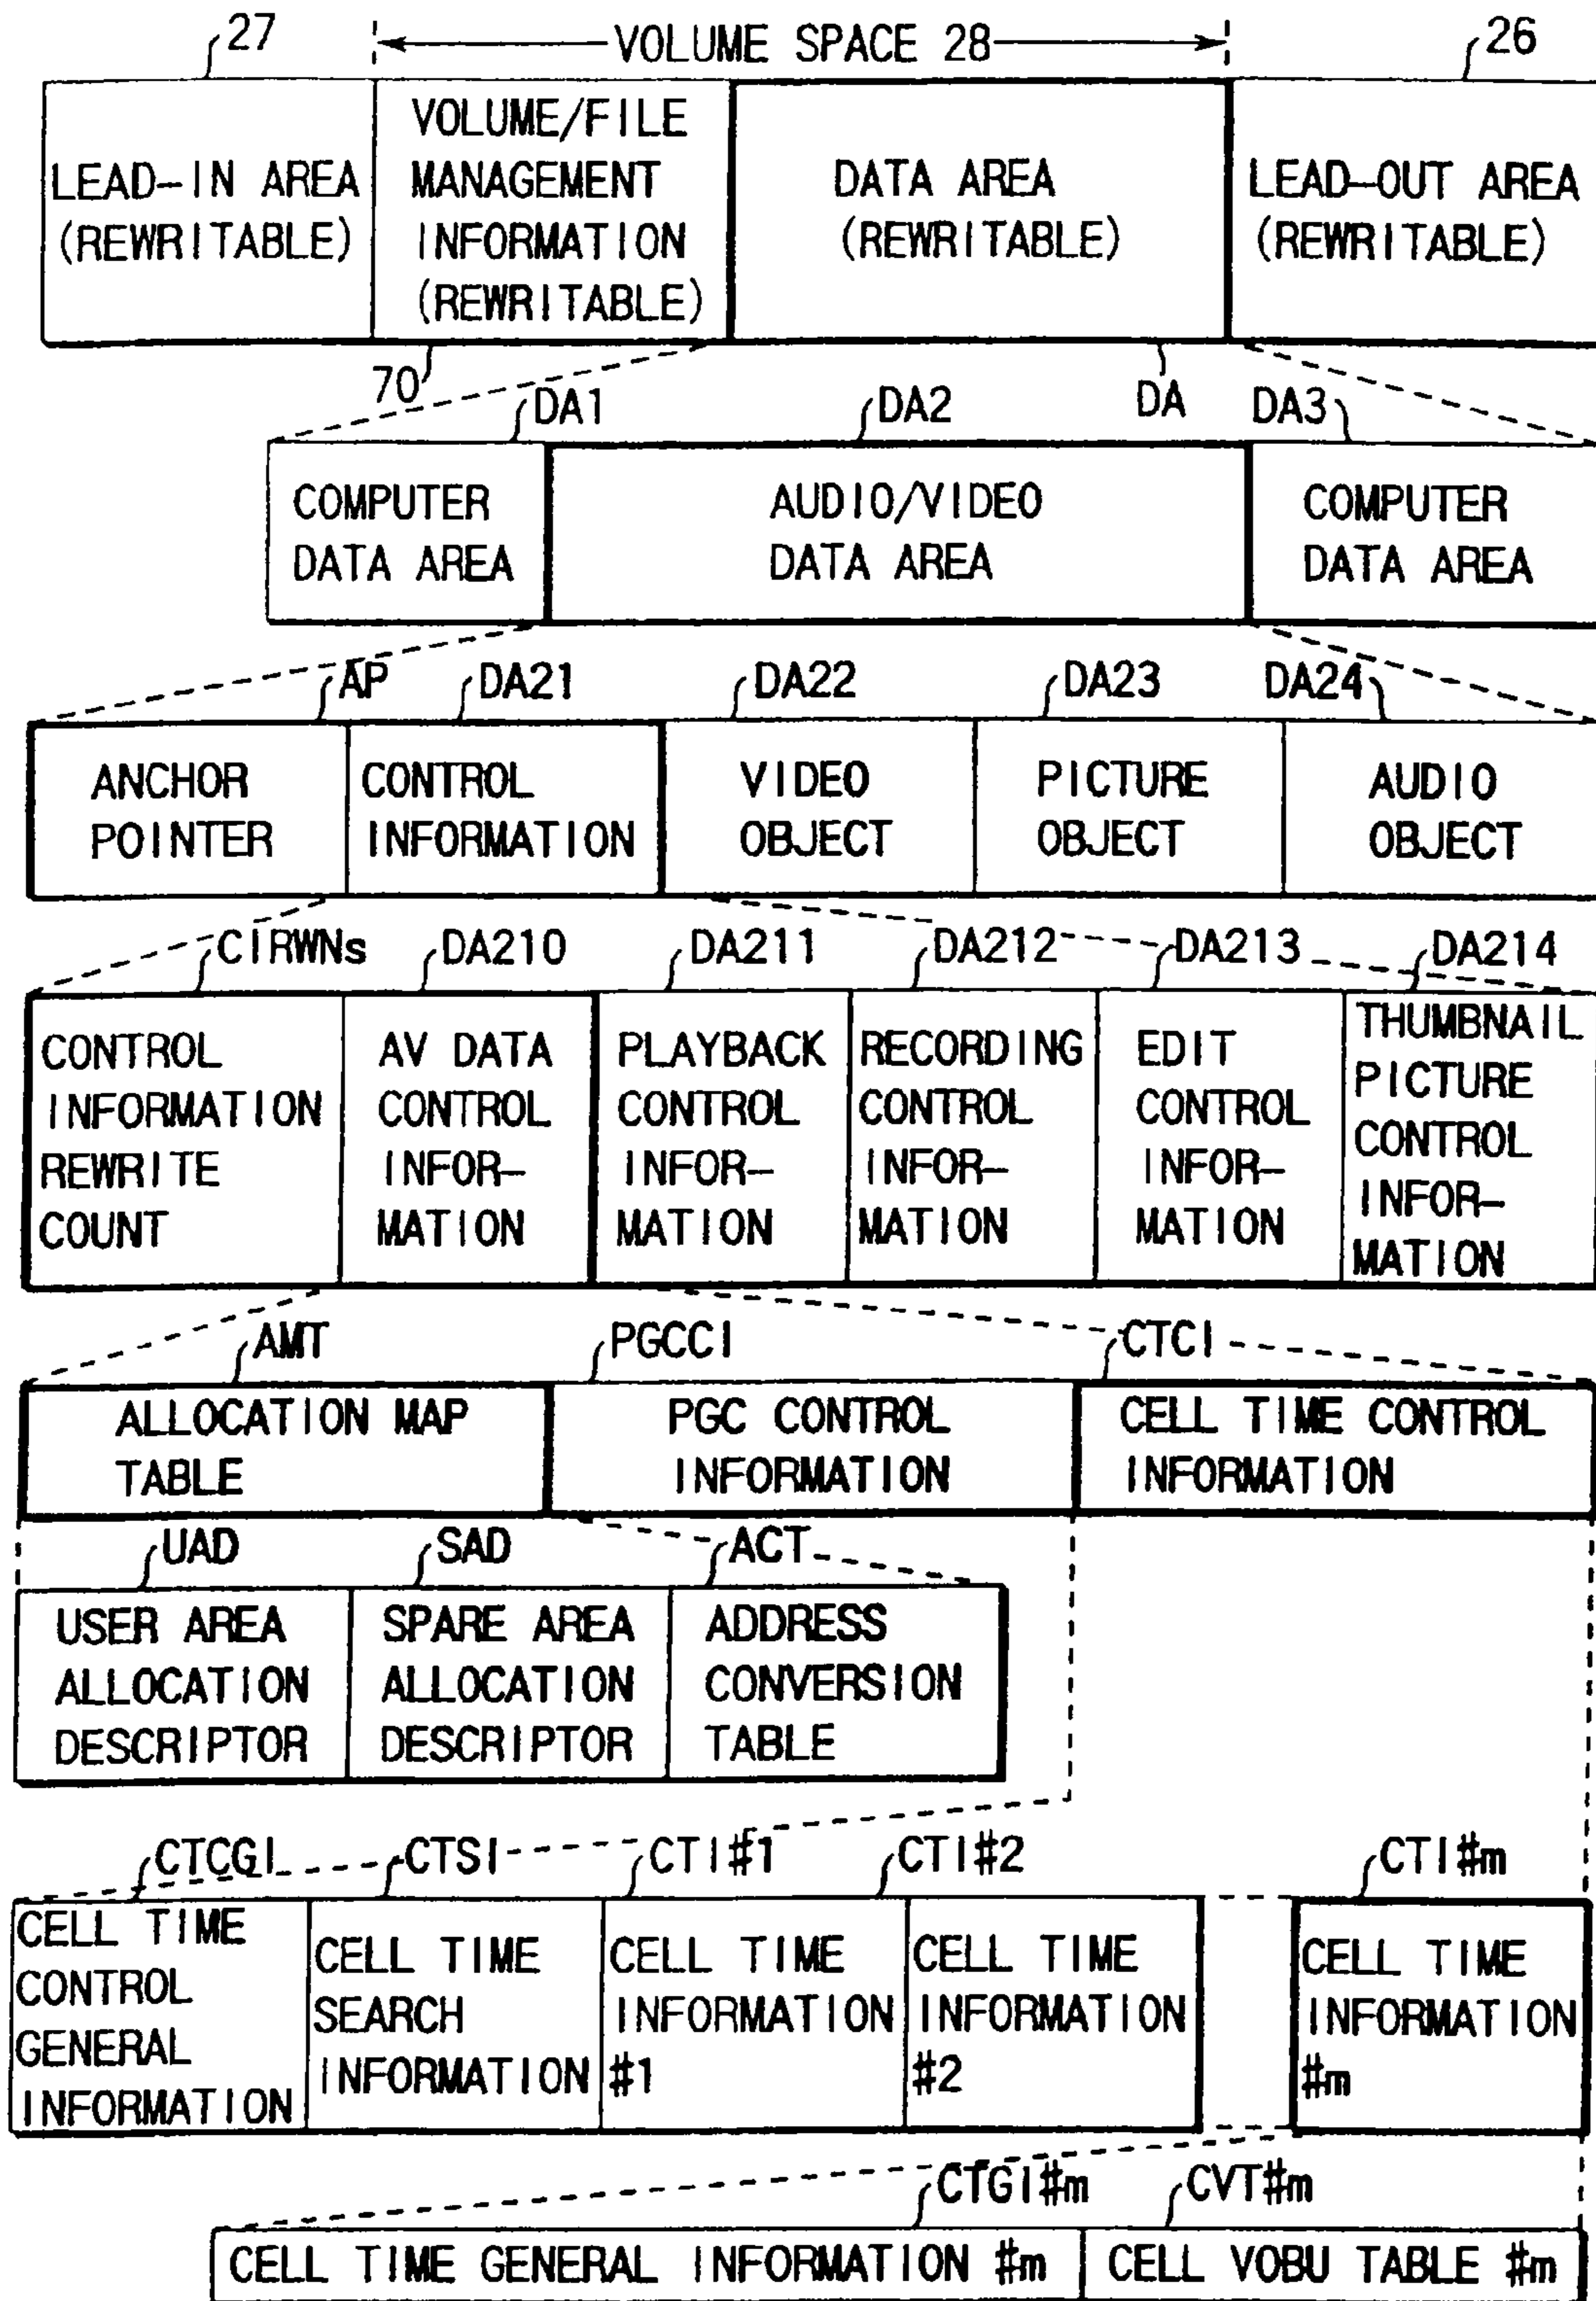 27
VOLUME SPACE 28
26
LEAD-IN AREA
(REWRITABLE)
VOLUME/FILE
MANAGEMENT
INFORMATION
(REWRITABLE)
DATA AREA
(REWRITABLE)
LEAD-OUT AREA
(REWRITABLE)
70
DA1
DA2
DA
DA3
COMPUTER
DATA AREA
AUDIO/VIDEO
DATA AREA
COMPUTER
DATA AREA
AP
DA21
DA22
DA23
DA24
ANCHOR
POINTER
CONTROL
INFORMATION
VIDEO
OBJECT
PICTURE
OBJECT
AUDIO
OBJECT
CIRWNs
DA210
DA211
DA212
DA213
DA214
CONTROL
INFORMATION
REWRITE
COUNT
AV DATA
CONTROL
INFOR-
MATION
PLAYBACK
CONTROL
INFOR-
MATION
RECORDING
CONTROL
INFOR-
MATION
EDIT
CONTROL
INFOR-
MATION
THUMBNAIL
PICTURE
CONTROL
INFOR-
MATION
AMT
PGCCI
CTCI
ALLOCATION MAP
TABLE
PGC CONTROL
INFORMATION
CELL TIME CONTROL
INFORMATION
UAD
SAD
ACT
USER AREA
ALLOCATION
DESCRIPTOR
SPARE AREA
ALLOCATION
DESCRIPTOR
ADDRESS
CONVERSION
TABLE
CTCGI
CTSI
CTI#1
CTI#2
CTI#m
CELL TIME
CONTROL
GENERAL
INFORMATION
CELL TIME
SEARCH
INFORMATION
CELL TIME
INFORMATION
#1
CELL TIME
INFORMATION
#2
CELL TIME
INFORMATION
#m
CTGI#m
CVT#m
CELL TIME GENERAL INFORMATION #m
CELL VOBU TABLE #m